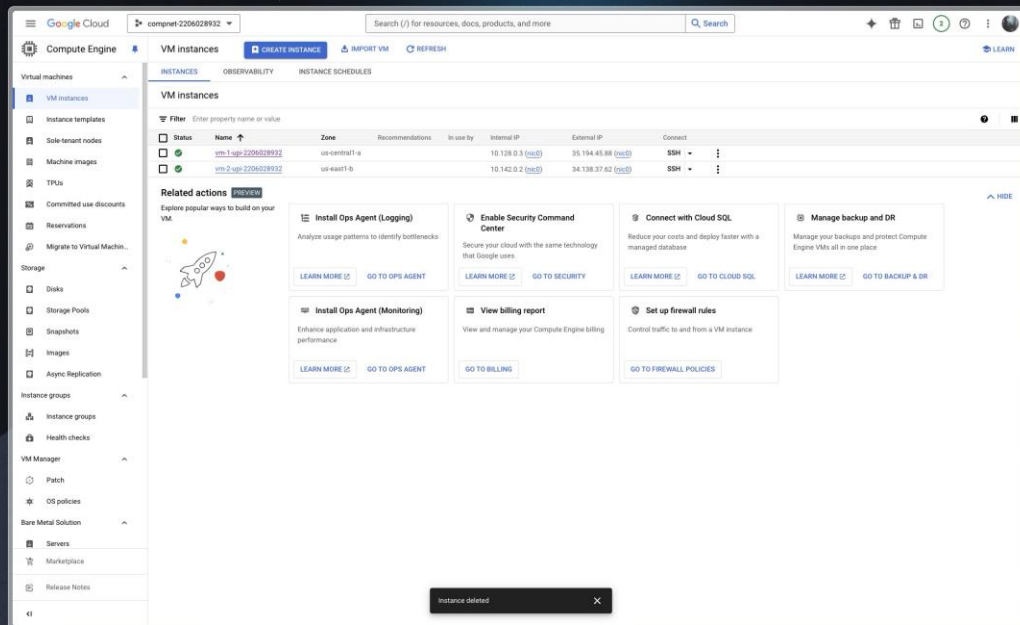 Google Cloud
compnet-2206028932
Search (/) for resources, docs, products, and more
Search
2
Compute Engine
VM instances
CREATE INSTANCE
IMPORT VM
REFRESH
LEARN
Virtual machines
VM instances
Instance templates
Sole-tenant nodes
Machine images
TPUs
Committed use discounts
Reservations
Migrate to Virtual Machin...
Storage
Disks
Storage Pools
Snapshots
Images
Async Replication
Instance groups
Instance groups
Health checks
VM Manager
Patch
OS policies
Bare Metal Solution
Servers
Marketplace
Release Notes
INSTANCES OBSERVABILITY INSTANCE SCHEDULES
VM instances
Filter Enter property name or value
Status Name Zone Recommendations In use by Internal IP External IP Connect
vm-1-upi-2206028932 us-central1-a 10.128.0.3 (nic0) 35.194.45.88 (nic0) SSH
vm-2-upi-2206028932 us-east1-b 10.142.0.2 (nic0) 34.138.37.62 (nic0) SSH
Related actions PREVIEW
HIDE
Explore popular ways to build on your
VM.
Install Ops Agent (Logging)
Analyze usage patterns to identify bottlenecks
LEARN MORE GO TO OPS AGENT
Enable Security Command
Center
Secure your cloud with the same technology
that Google uses
LEARN MORE GO TO SECURITY
Connect with Cloud SQL
Reduce your costs and deploy faster with a
managed database
LEARN MORE GO TO CLOUD SQL
Manage backup and DR
Manage your backups and protect Compute
Engine VMs all in one place
LEARN MORE GO TO BACKUP & DR
Install Ops Agent (Monitoring)
Enhance application and infrastructure
performance
LEARN MORE GO TO OPS AGENT
View billing report
View and manage your Compute Engine billing
GO TO BILLING
Set up firewall rules
Control traffic to and from a VM instance
GO TO FIREWALL POLICIES
Instance deleted